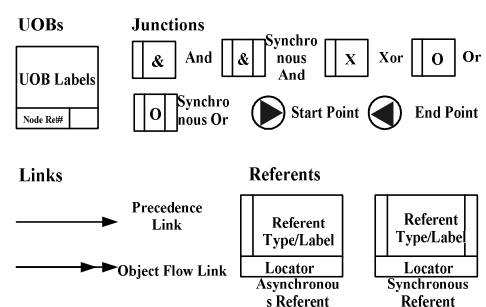 UOBs
Junctions
UOB Labels
Node Ref#
&
And
&
Synchro
nous
And
X
Xor
O
Or
O
Synchro
nous Or
Start Point
End Point
Links
Referents
Precedence
Link
Object Flow Link
Referent
Type/Label
Locator
Asynchronou
s Referent
Referent
Type/Label
Locator
Synchronous
Referent